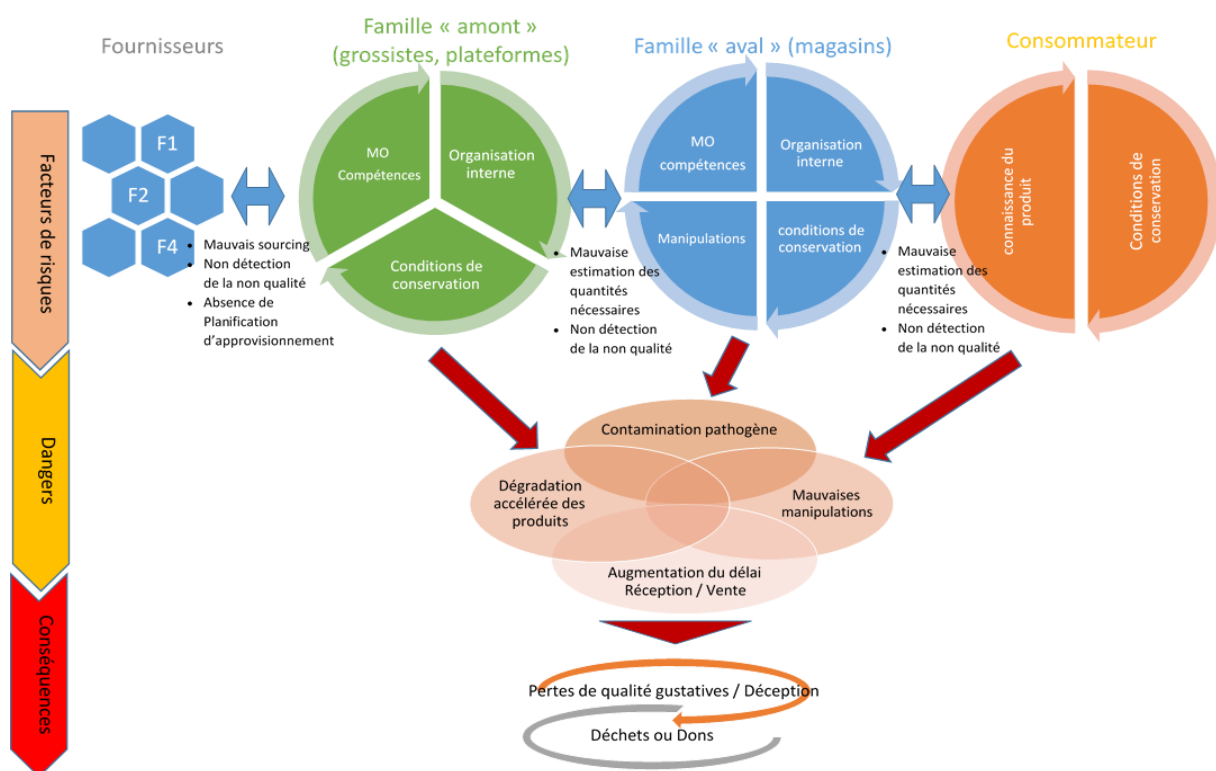 Fournisseurs
Famille « amont »
(grossistes, plateformes)
Famille « aval » (magasins)
Consommateur
Facteurs de risques
F1
F2
F4
Mauvais sourcing
Non détection
de la non qualité
Absence de
Planification
d'approvisionnement
MO
Compétences
Organisation
interne
Conditions de
conservation
Mauvaise
estimation des
quantités
nécessaires
Non détection
de la non qualité
MO
compétences
Organisation
interne
Manipulations
conditions de
conservation
Mauvaise
estimation des
quantités
nécessaires
Non détection
de la non qualité
connaissance du
produit
Conditions de
conservation
Dangers
Contamination pathogène
Dégradation
accélérée des
produits
Mauvaises
manipulations
Augmentation du délai
Réception / Vente
Conséquences
Pertes de qualité gustatives / Déception
Déchets ou Dons